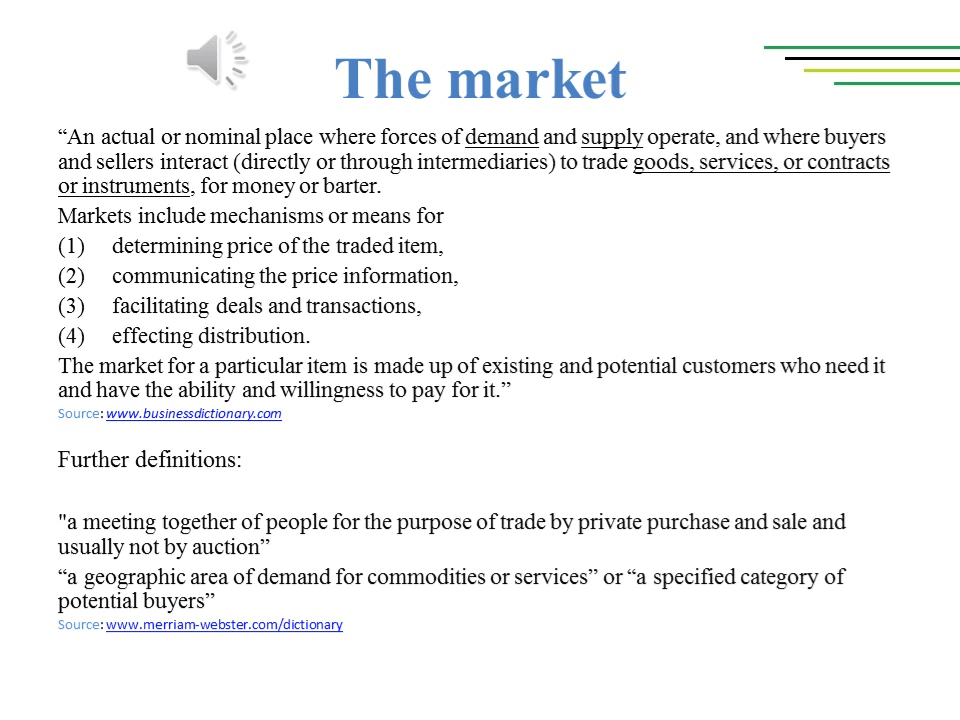 The market
“An actual or nominal place where forces of demand and supply operate, and where buyers
and sellers interact (directly or through intermediaries) to trade goods, services, or contracts
or instruments, for money or barter.
Markets include mechanisms or means for
(1) determining price of the traded item,
(2) communicating the price information,
(3) facilitating deals and transactions,
(4) effecting distribution.
The market for a particular item is made up of existing and potential customers who need it
and have the ability and willingness to pay for it.”
Source: www.businessdictionary.com
Further definitions:
"a meeting together of people for the purpose of trade by private purchase and sale and
usually not by auction”
“a geographic area of demand for commodities or services” or “a specified category of
potential buyers”
Source: www.merriam-webster.com/dictionary